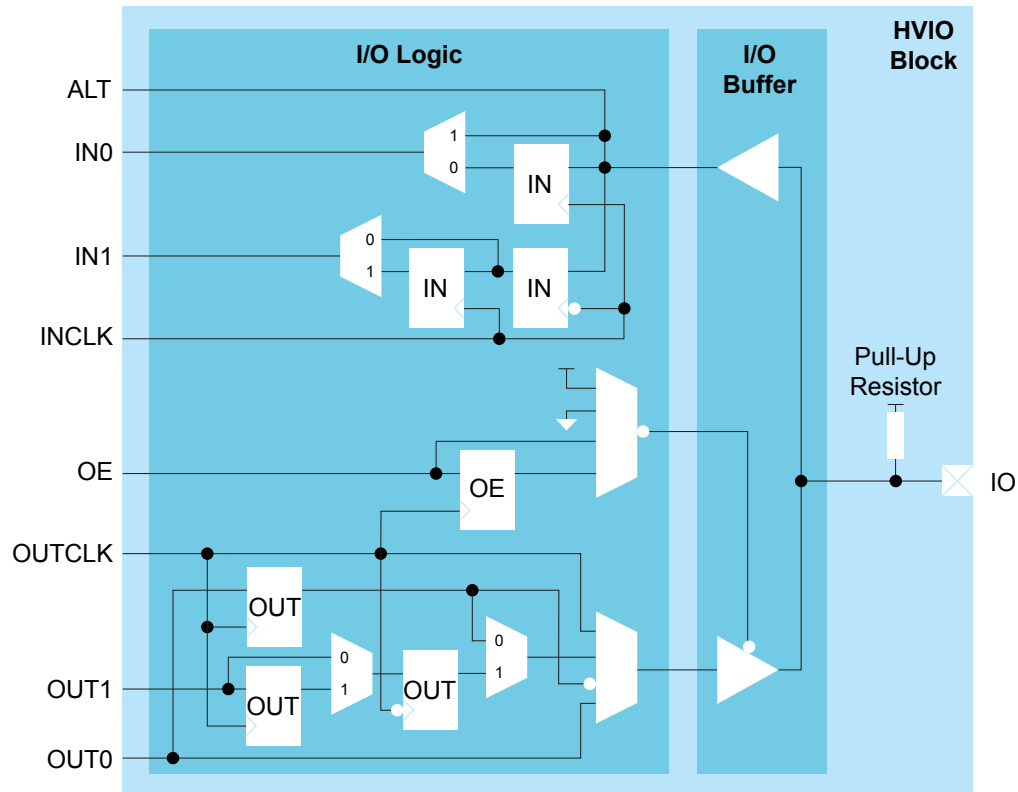 HVIO
Block
I/O Logic
I/O
Buffer
ALT
1
IN0
0
IN
0
IN1
1
IN
IN
INCLK
Pull-Up
Resistor
OE
OE
IO
OUTCLK
OUT
0
0
1
OUT1
1
OUT
OUT
OUT0